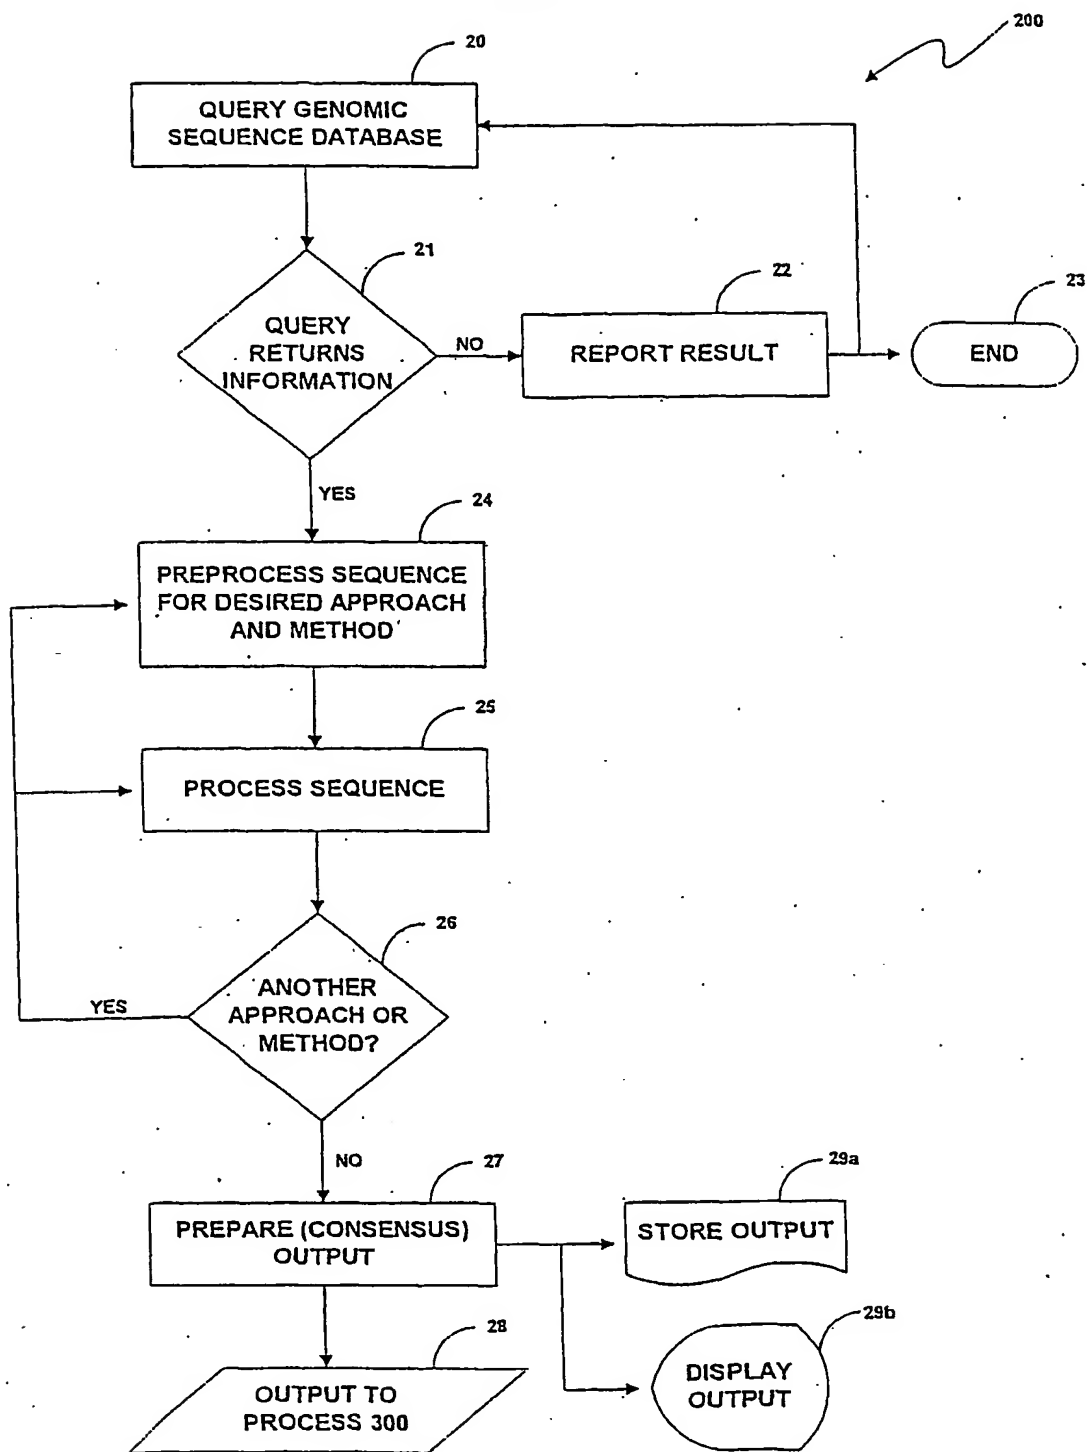 200
20
QUERY GENOMIC
SEQUENCE DATABASE
21
QUERY
RETURNS
INFORMATION
NO
22
REPORT RESULT
23
END
YES
24
PREPROCESS SEQUENCE
FOR DESIRED APPROACH
AND METHOD
25
PROCESS SEQUENCE
26
ANOTHER
APPROACH OR
METHOD?
YES
NO
27
PREPARE (CONSENSUS)
OUTPUT
29a
STORE OUTPUT
28
OUTPUT TO
PROCESS 300
29b
DISPLAY
OUTPUT